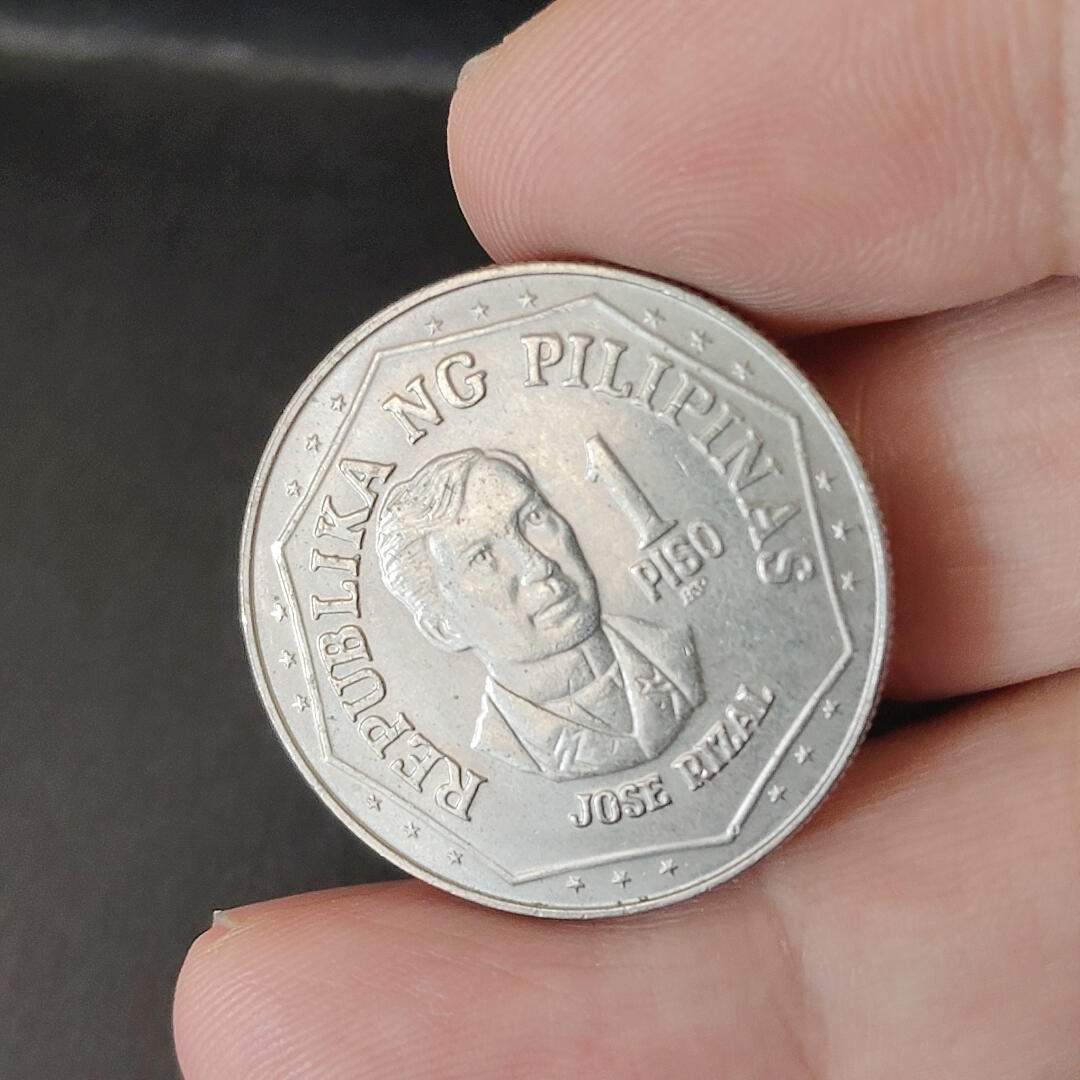 REPUBLIKA NG PILIPINAS
1
PISO
JOSE RIZAL